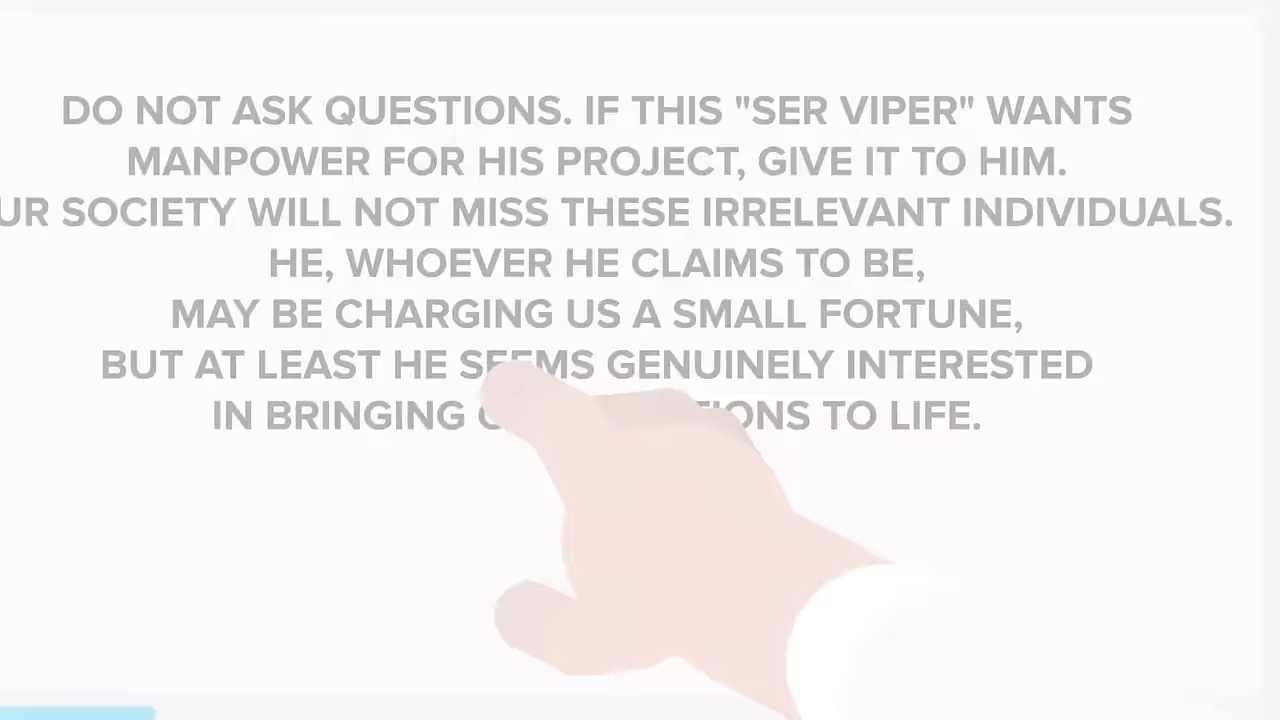 DO NOT ASK QUESTIONS. IF THIS "SER VIPER" WANTS
MANPOWER FOR HIS PROJECT, GIVE IT TO HIM.
SOCIETY WILL NOT MISS THESE IRRELEVANT INDIVIDUALS.
HE, WHOEVER HE CLAIMS TO BE,
MAY BE CHARGING US A SMALL FORTUNE,
BUT AT LEAST HE SEEMS GENUINELY INTERESTED
IN BRINGING TO LIFE.